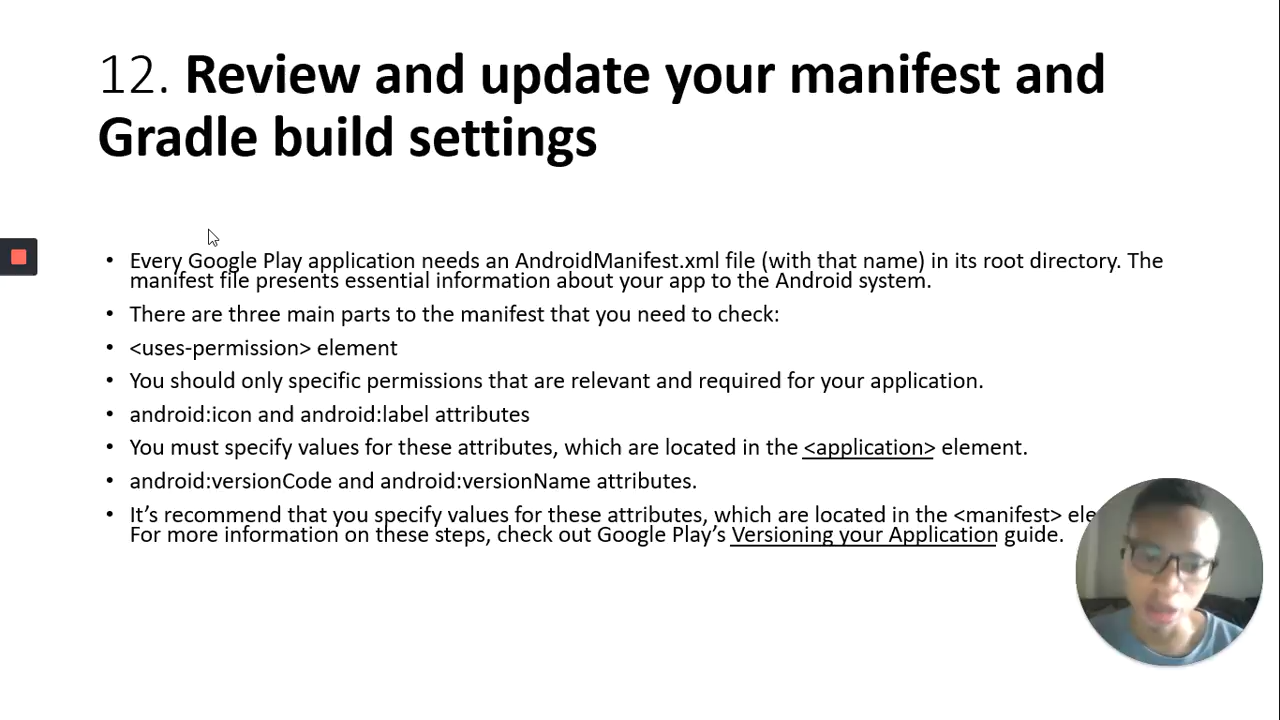 12. Review and update your manifest and
Gradle build settings
• Every Google Play application needs an AndroidManifest.xml file (with that name) in its root directory. The
manifest file presents essential information about your app to the Android system.
• There are three main parts to the manifest that you need to check:
• <uses-permission> element
• You should only specific permissions that are relevant and required for your application.
• android:icon and android:label attributes
• You must specify values for these attributes, which are located in the <application> element.
• android:versionCode and android:versionName attributes.
• It’s recommend that you specify values for these attributes, which are located in the <manifest>
For more information on these steps, check out Google Play’s Versioning your Application guide.